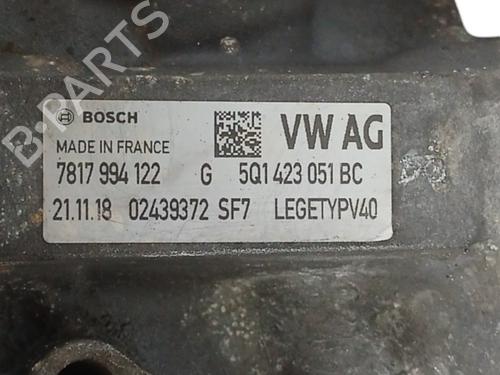 BOSCH
VW AG
MADE IN FRANCE
7817 994 122 G 5Q1 423 051 BC
21.11.18 02439372 SF7 LEGETYPV40
B-PARTS